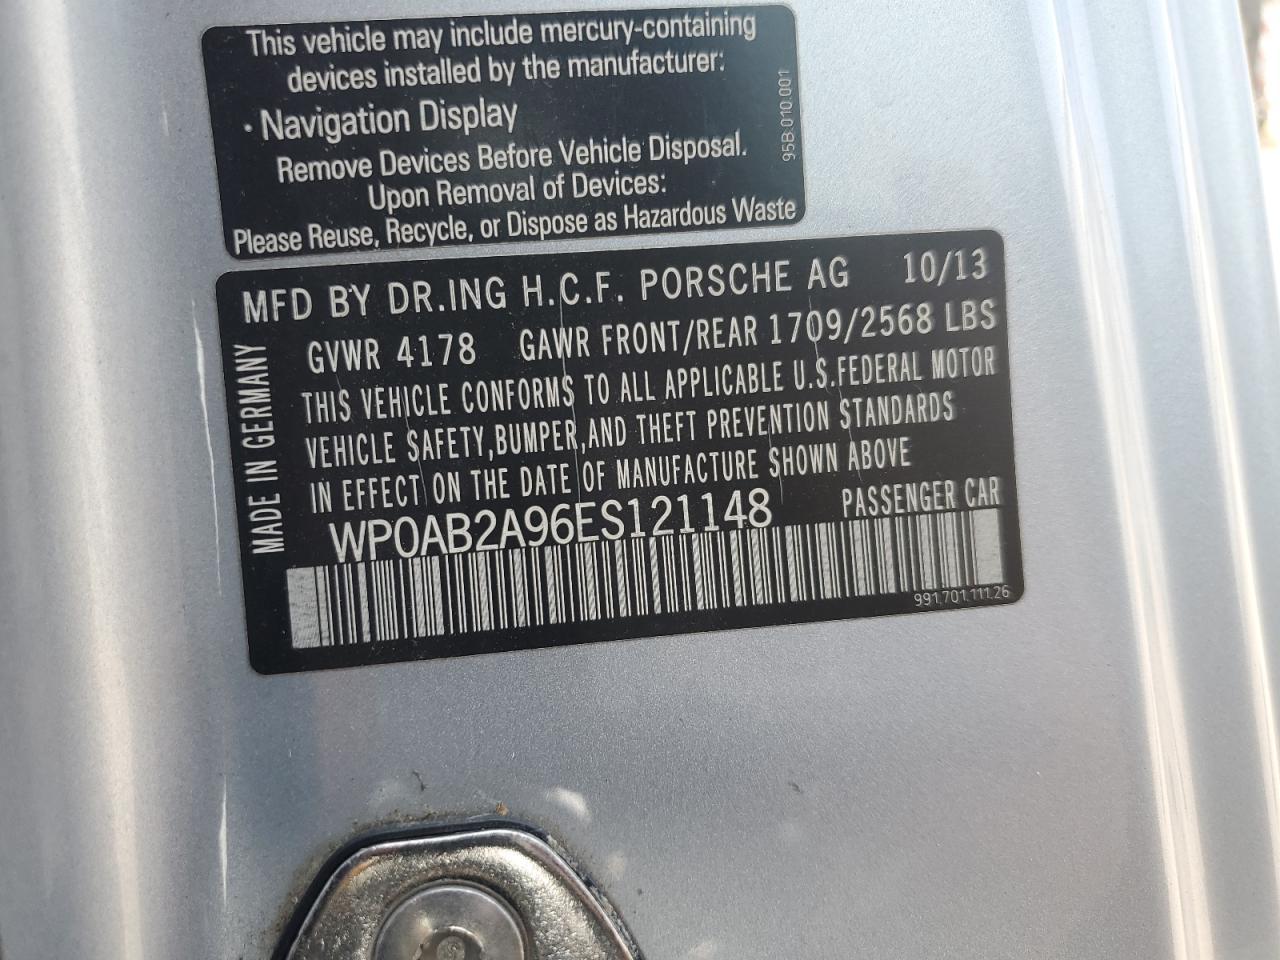 This vehicle may include mercury-containing
devices installed by the manufacturer:
· Navigation Display
Remove Devices Before Vehicle Disposal.
Upon Removal of Devices:
Please Reuse, Recycle, or Dispose as Hazardous Waste
95B.010.001
MFD BY DR.ING H.C.F. PORSCHE AG 10/13
GVWR 4178 GAWR FRONT/REAR 1709/2568 LBS
THIS VEHICLE CONFORMS TO ALL APPLICABLE U.S.FEDERAL MOTOR
VEHICLE SAFETY,BUMPER,AND THEFT PREVENTION STANDARDS
IN EFFECT ON THE DATE OF MANUFACTURE SHOWN ABOVE
WP0AB2A96ES121148 PASSENGER CAR
991.701.111.26
MADE IN GERMANY